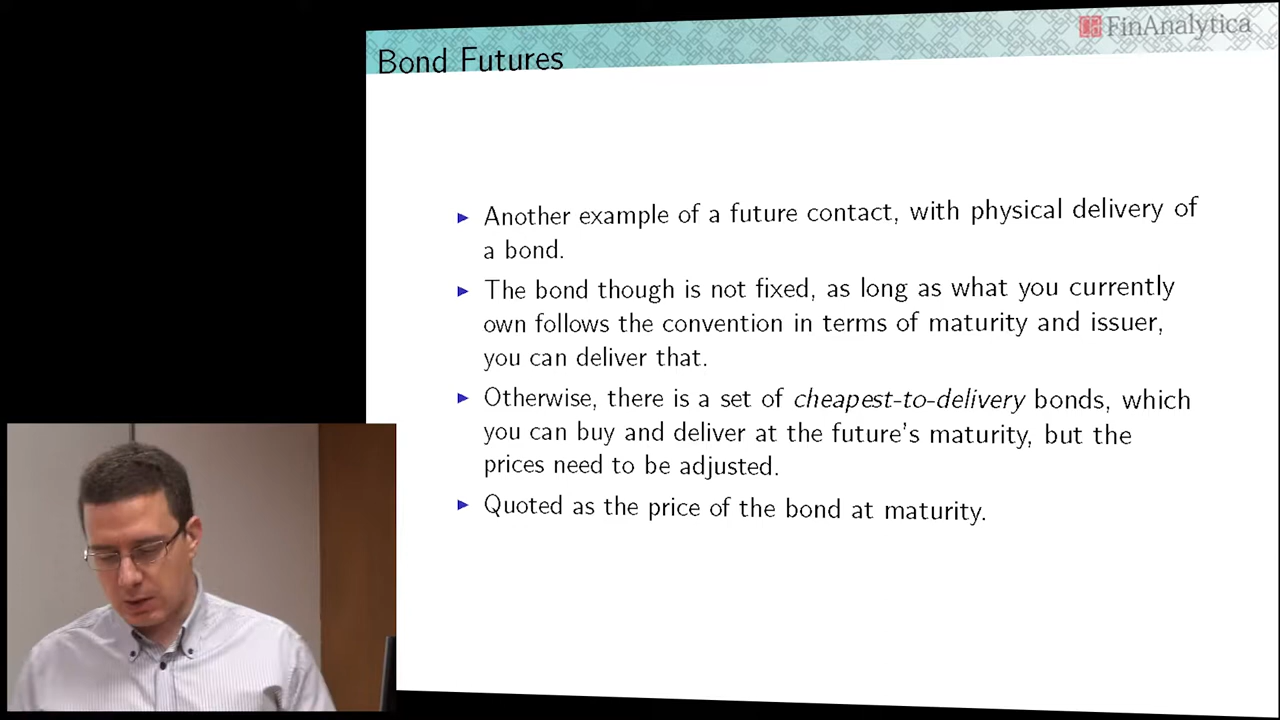 FinAnalytica
Bond Futures
Another example of a future contact, with physical delivery of
a bond.
The bond though is not fixed, as long as what you currently
own follows the convention in terms of maturity and issuer,
you can deliver that.
Otherwise, there is a set of cheapest-to-delivery bonds, which
you can buy and deliver at the future's maturity, but the
prices need to be adjusted.
Quoted as the price of the bond at maturity.